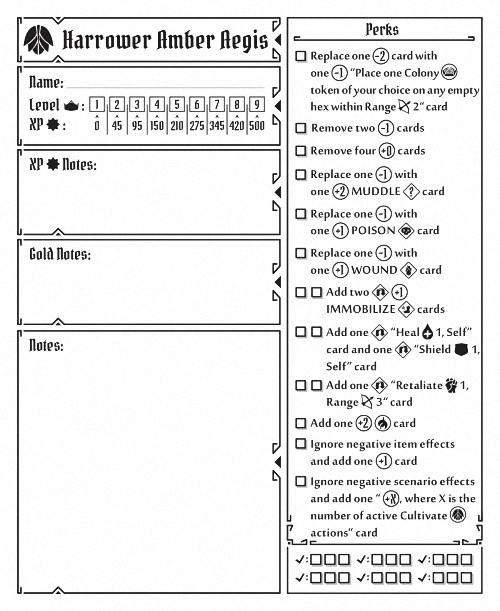 Harrower Amber Aegis
Name:
Level : 1 2 3 4 5 6 7 8 9
XP : 0 45 95 150 210 275 345 420 500
XP Notes:
Gold Notes:
Notes:
Perks
Replace one -2 card with
one -1 “Place one Colony
token of your choice on any empty
hex within Range 2“ card
Remove two -1 cards
Remove four +0 cards
Replace one -1 with
one +2 MUDDLE ? card
Replace one -1 with
one +1 POISON card
Replace one -1 with
one +1 WOUND card
Add two +1
IMMOBILIZE cards
Add one “Heal 1, Self“
card and one “Shield 1,
Self“ card
Add one “Retaliate 1,
Range 3“ card
Add one +2 card
Ignore negative item effects
and add one +1 card
Ignore negative scenario effects
and add one “ +X, where X is the
number of active Cultivate
actions“ card
✓: ✓: ✓:
✓: ✓: ✓: